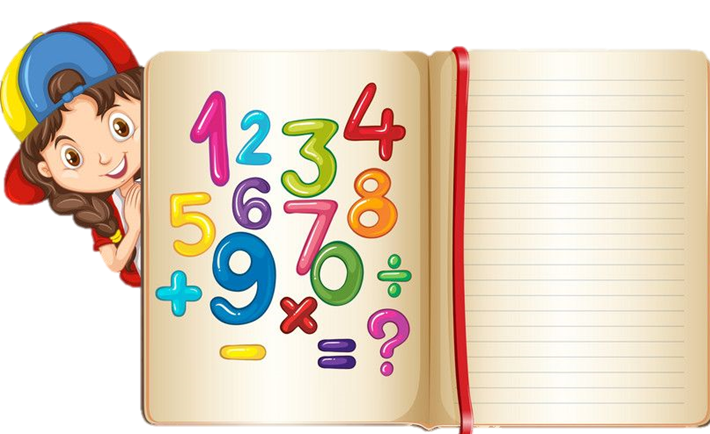 1 2 3 4
5 6 7 8
+ 9 0 ÷
− × = ?